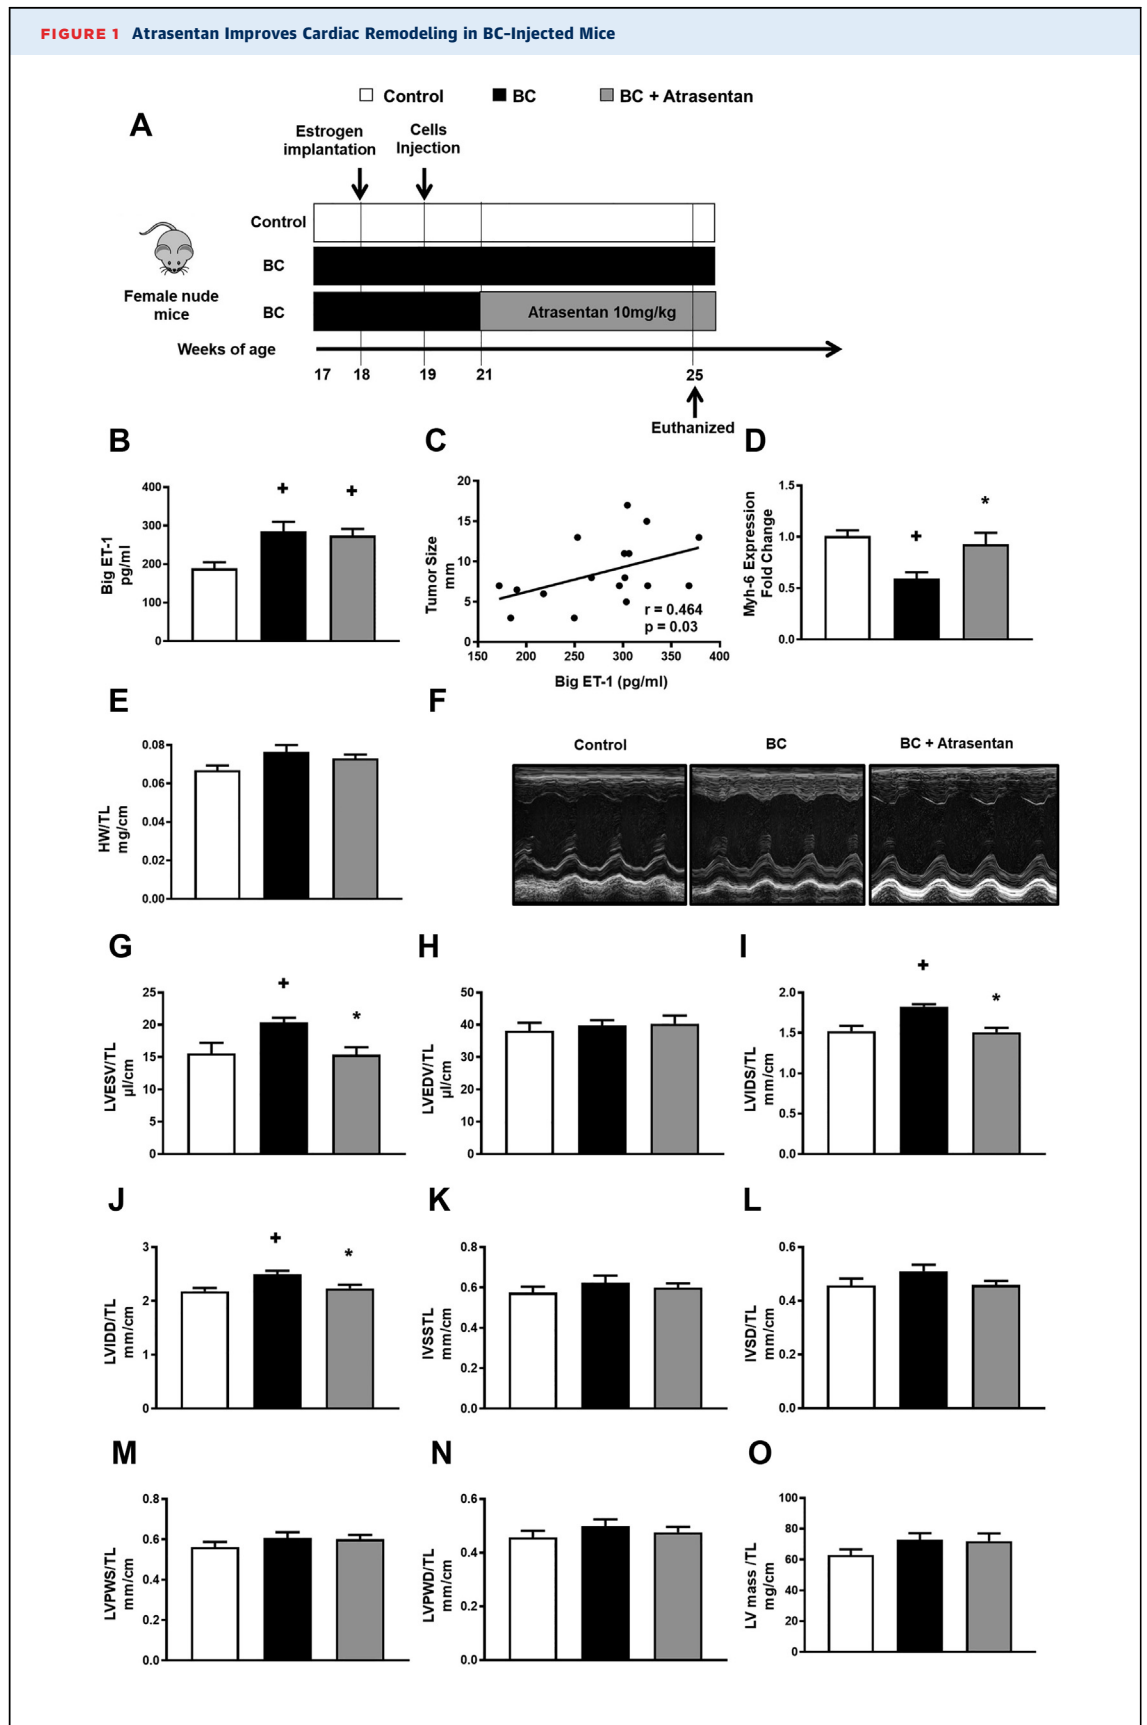 FIGURE 1 Atrasentan Improves Cardiac Remodeling in BC-Injected Mice
Control BC BC + Atrasentan
A
Estrogen
implantation
Cells
Injection
Control
BC
BC
Atrasentan 10mg/kg
Female nude
mice
Weeks of age
17 18 19 21 25
Euthanized
B
Big ET-1
pg/ml
400
300
200
100
0
+ +
C
Tumor Size
mm
20
15
10
5
0
r = 0.464
p = 0.03
150 200 250 300 350 400
Big ET-1 (pg/ml)
D
Myh-6 Expression
Fold Change
1.5
1.0
0.5
0.0
+ *
E
HW/TL
mg/cm
0.08
0.06
0.04
0.02
0.00
F
Control BC BC + Atrasentan
G
LVESV/TL
µl/cm
25
20
15
10
5
0
+ *
H
LVEDV/TL
µl/cm
50
40
30
20
10
0
I
LVIDS/TL
mm/cm
2.0
1.5
1.0
0.5
0.0
+ *
J
LVIDD/TL
mm/cm
3
2
1
0
+ *
K
IVSSTL
mm/cm
0.8
0.6
0.4
0.2
0.0
L
IVSD/TL
mm/cm
0.6
0.4
0.2
0.0
M
LVPWS/TL
mm/cm
0.8
0.6
0.4
0.2
0.0
N
LVPWD/TL
mm/cm
0.6
0.4
0.2
0.0
O
LV mass /TL
mg/cm
100
80
60
40
20
0